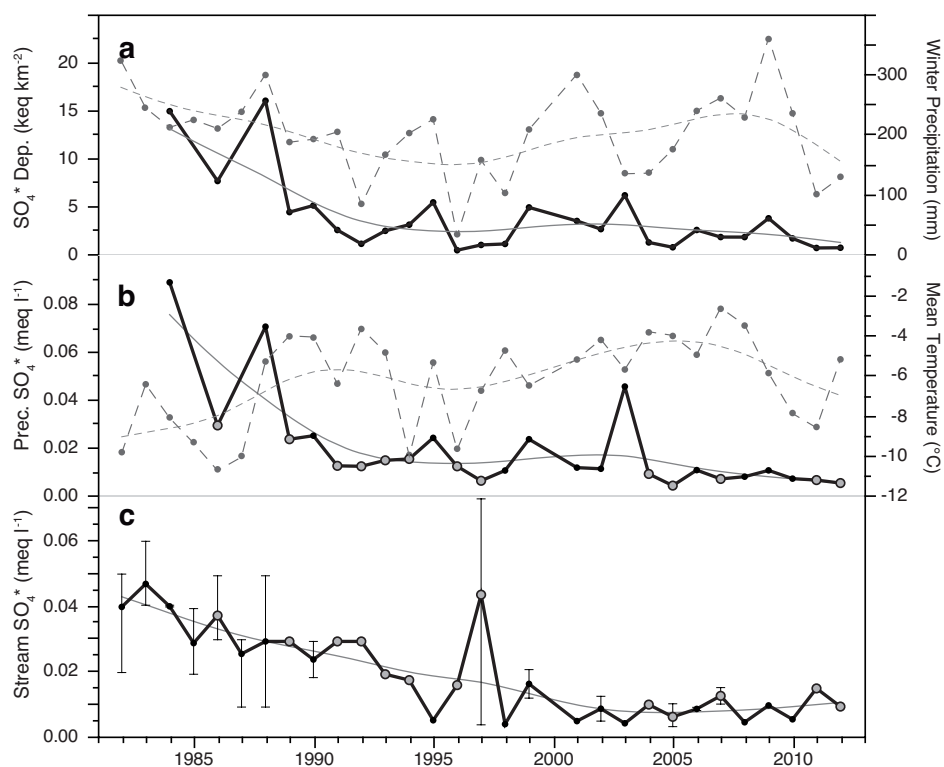 a
20
15
10
5
0
SO4* Dep. (keq km-2)
300
200
100
0
Winter Precipitation (mm)
b
0.08
0.06
0.04
0.02
0.00
Prec. SO4* (meq l-1)
-2
-4
-6
-8
-10
-12
Mean Temperature (°C)
c
0.06
0.04
0.02
0.00
Stream SO4* (meq l-1)
1985 1990 1995 2000 2005 2010